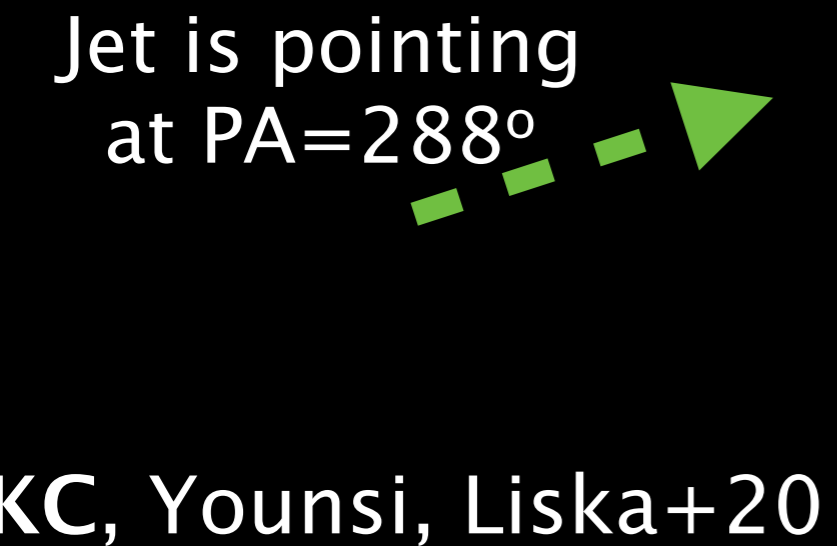 Jet is pointing
at PA=288º
KC, Younsi, Liska+20